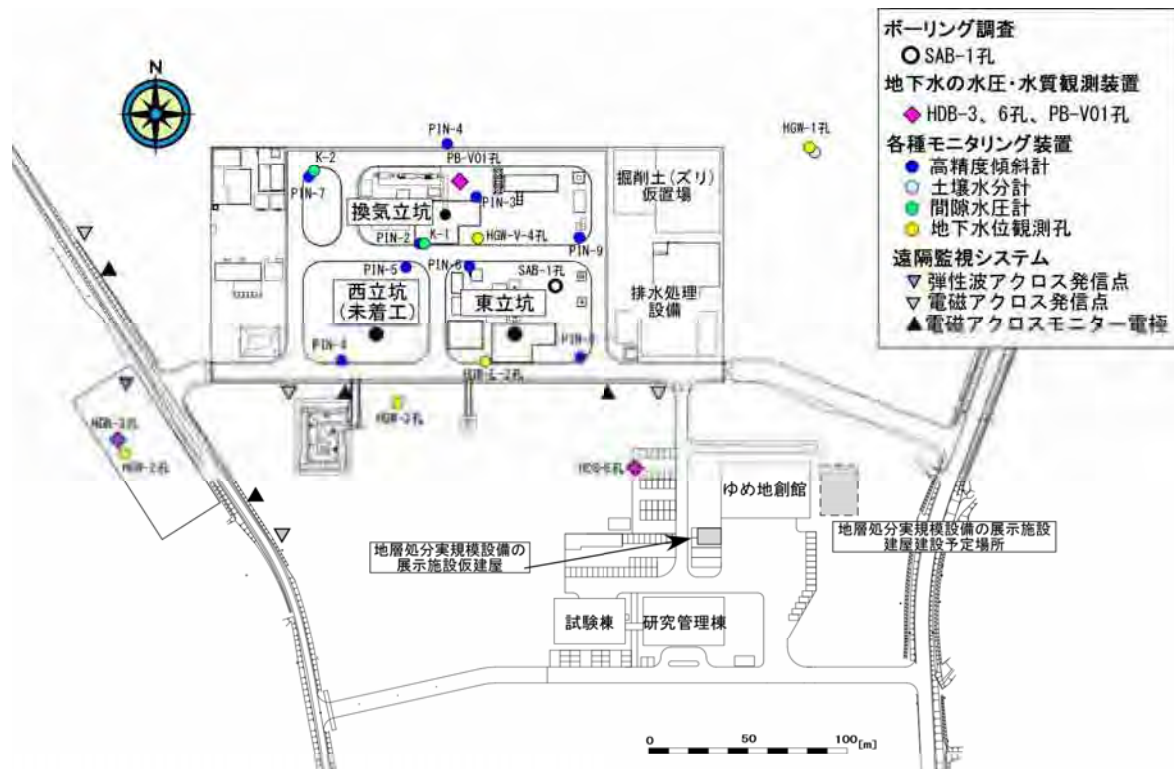 ボーリング調査
SAB-1孔
地下水の水圧・水質観測装置
HDB-3、6孔、PB-V01孔
各種モニタリング装置
高精度傾斜計
土壌水分計
間隙水圧計
地下水位観測孔
遠隔監視システム
弾性波アクロス発信点
電磁アクロス発信点
電磁アクロスモニター電極
N
PIN-4
HGW-1孔
K-2
PB-V01孔
PIN-7
PIN-3
掘削土(ズリ)
仮置場
換気立坑
PIN-2
K-1
HGW-V-4孔
PIN-9
PIN-5
PIN-6
SAB-1孔
西立坑
(未着工)
東立坑
排水処理
設備
HDB-6孔
ゆめ地創館
地層処分実規模設備の
展示施設仮建屋
地層処分実規模設備の展示施設
建屋建設予定場所
試験棟
研究管理棟
0 50 100[m]